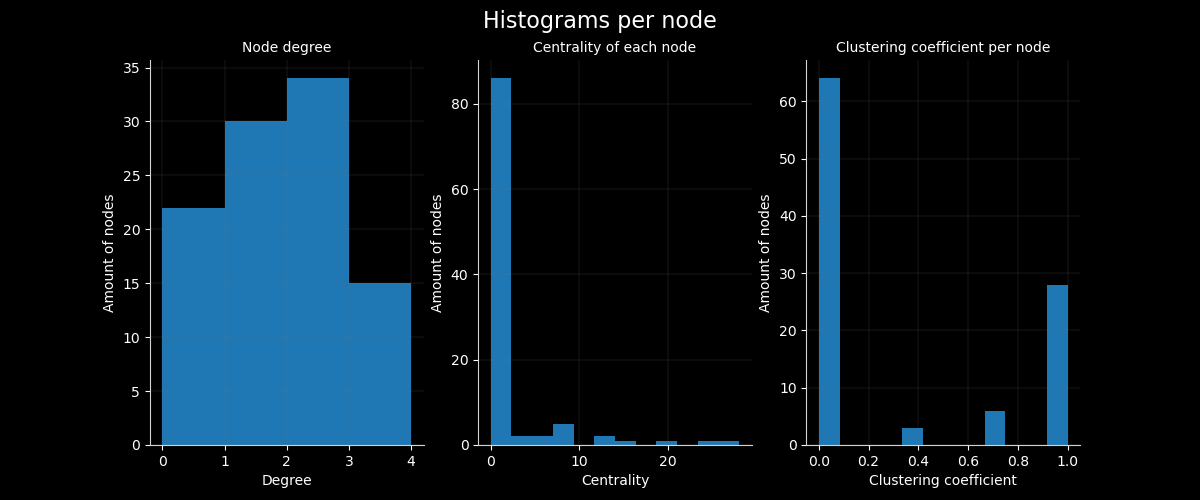 Histograms per node
Node degree
Centrality of each node
Clustering coefficient per node
Amount of nodes
35
30
25
20
15
10
5
0
0 1 2 3 4
Degree
Amount of nodes
80
60
40
20
0
0 10 20
Centrality
Amount of nodes
60
50
40
30
20
10
0
0.0 0.2 0.4 0.6 0.8 1.0
Clustering coefficient